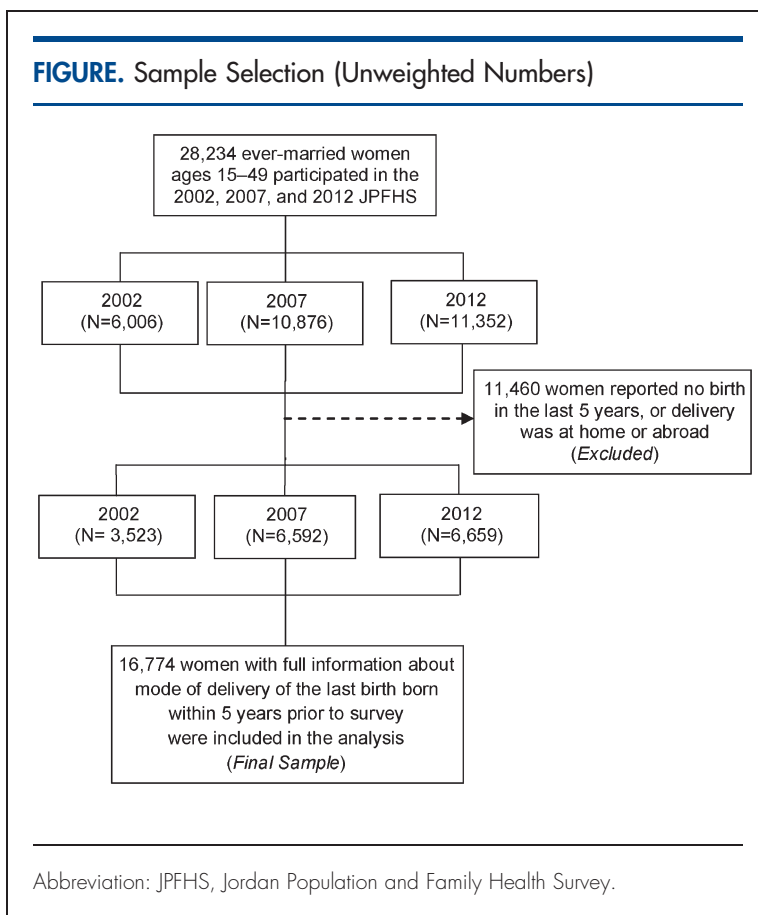 FIGURE. Sample Selection (Unweighted Numbers)
28,234 ever-married women
ages 15–49 participated in the
2002, 2007, and 2012 JPFHS
2002
(N=6,006)
2007
(N=10,876)
2012
(N=11,352)
11,460 women reported no birth
in the last 5 years, or delivery
was at home or abroad
(Excluded)
2002
(N= 3,523)
2007
(N=6,592)
2012
(N=6,659)
16,774 women with full information about
mode of delivery of the last birth born
within 5 years prior to survey
were included in the analysis
(Final Sample)
Abbreviation: JPFHS, Jordan Population and Family Health Survey.